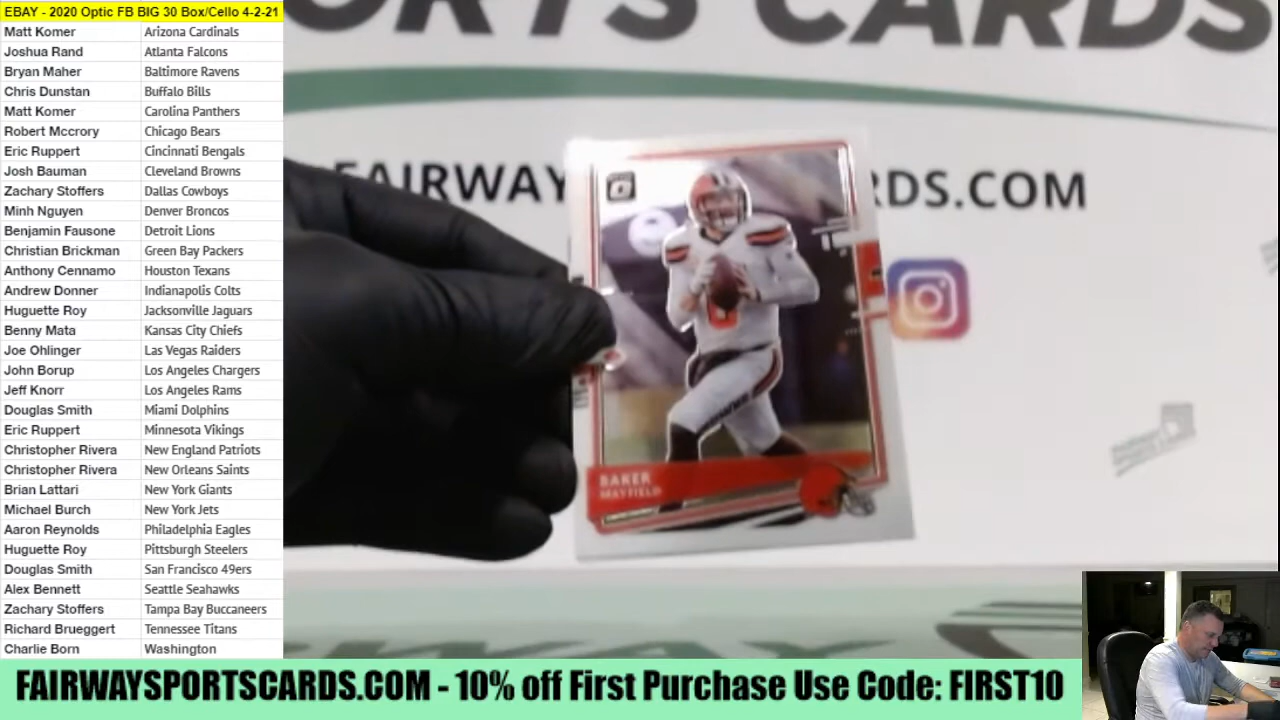 EBAY - 2020 Optic FB BIG 30 Box/Cello 4-2-21
Matt Komer Arizona Cardinals
Joshua Rand Atlanta Falcons
Bryan Maher Baltimore Ravens
Chris Dunstan Buffalo Bills
Matt Komer Carolina Panthers
Robert Mccrory Chicago Bears
Eric Ruppert Cincinnati Bengals
Josh Bauman Cleveland Browns
Zachary Stoffers Dallas Cowboys
Minh Nguyen Denver Broncos
Benjamin Fausone Detroit Lions
Christian Brickman Green Bay Packers
Anthony Cennamo Houston Texans
Andrew Donner Indianapolis Colts
Huguette Roy Jacksonville Jaguars
Benny Mata Kansas City Chiefs
Joe Ohlinger Las Vegas Raiders
John Borup Los Angeles Chargers
Jeff Knorr Los Angeles Rams
Douglas Smith Miami Dolphins
Eric Ruppert Minnesota Vikings
Christopher Rivera New England Patriots
Christopher Rivera New Orleans Saints
Brian Lattari New York Giants
Michael Burch New York Jets
Aaron Reynolds Philadelphia Eagles
Huguette Roy Pittsburgh Steelers
Douglas Smith San Francisco 49ers
Alex Bennett Seattle Seahawks
Zachary Stoffers Tampa Bay Buccaneers
Richard Brueggert Tennessee Titans
Charlie Born Washington
ORTS CARDS
FAIRWAY RDS.COM
BAKER
MAYFIELD
FAIRWAYSPORTSCARDS.COM - 10% off First Purchase Use Code: FIRST10